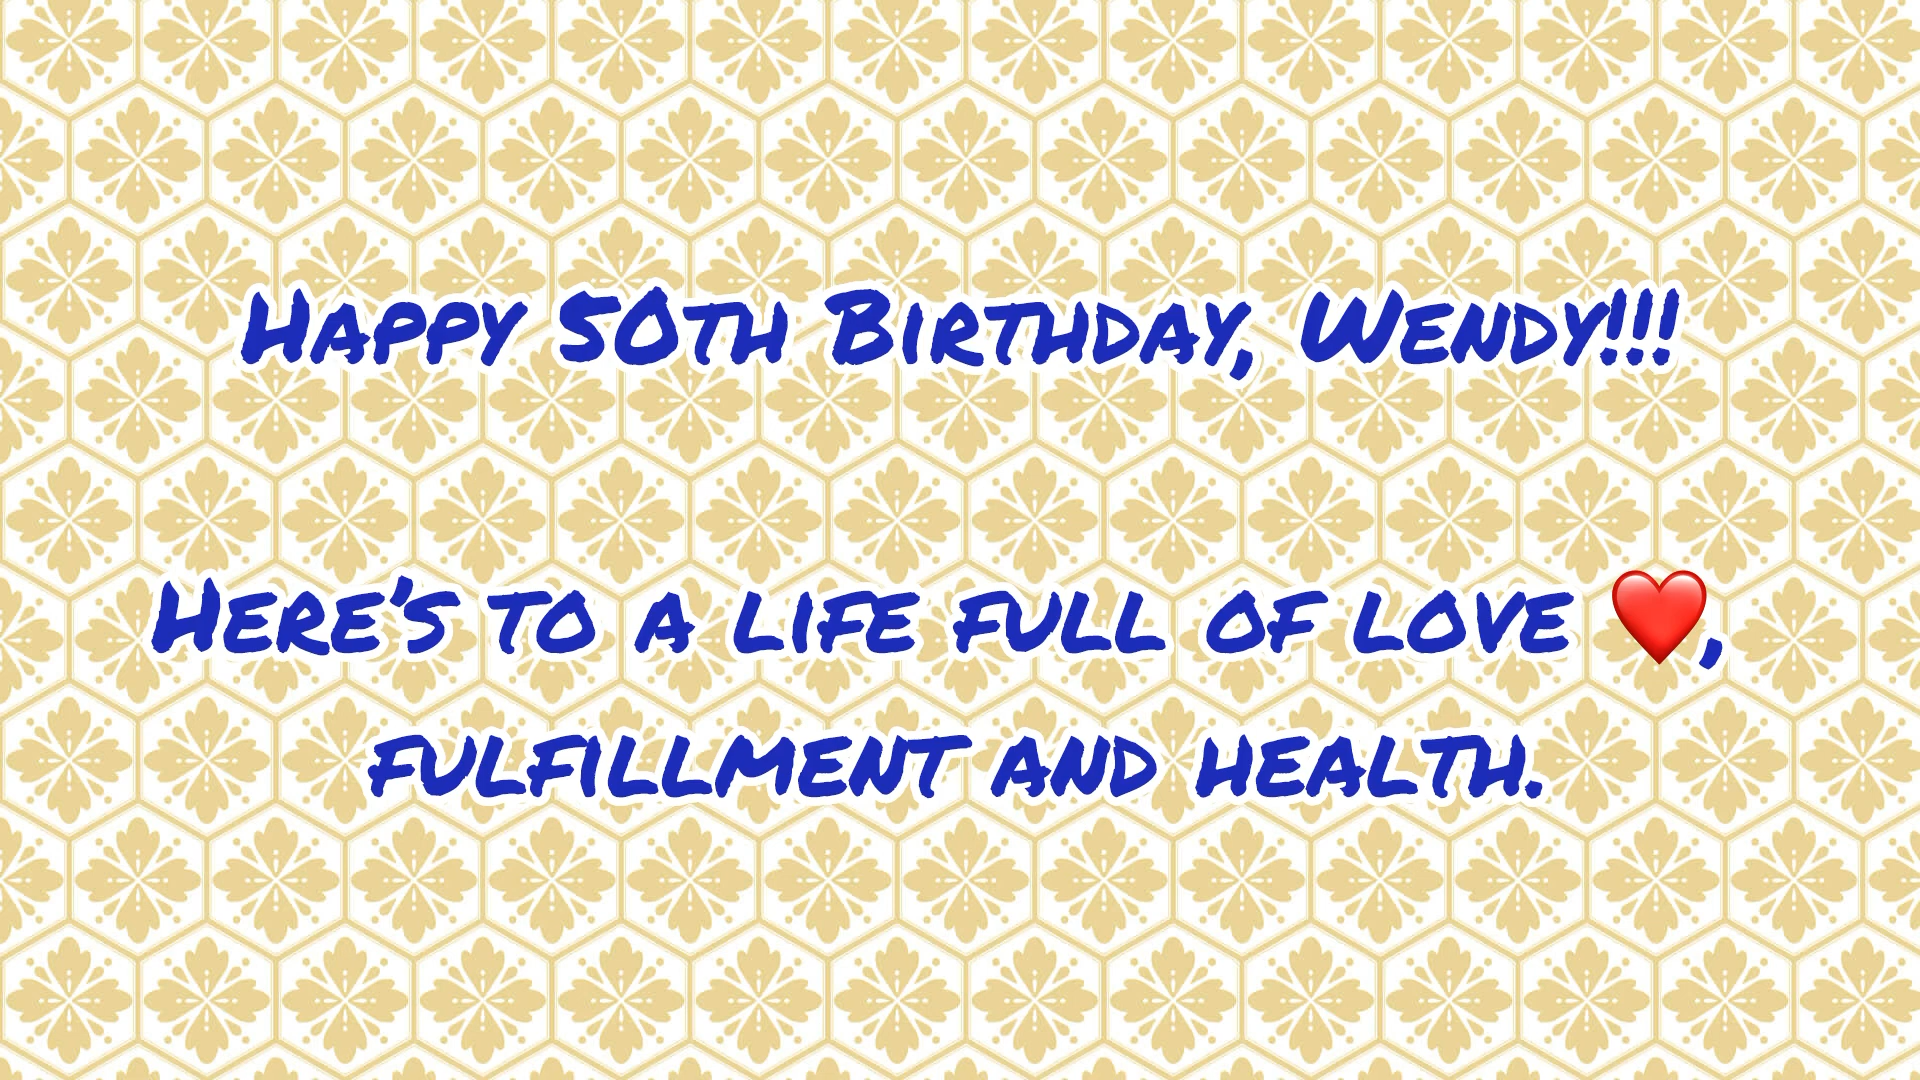 Happy 50th Birthday, Wendy!!!
Here's to a life full of love ❤️,
fulfillment and health.